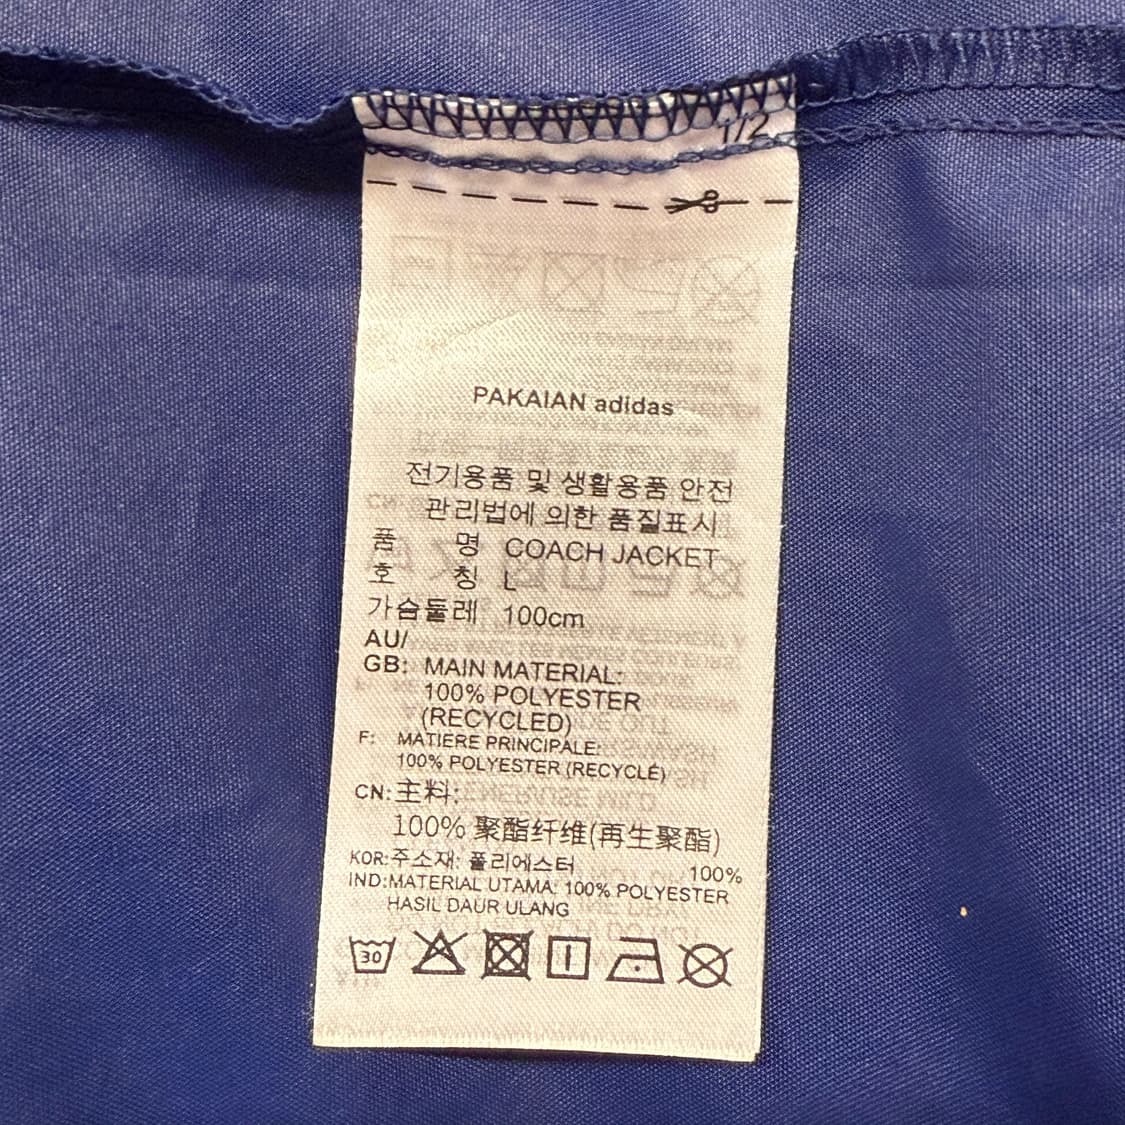 1/2
PAKAIAN adidas
전기용품 및 생활용품 안전
관리법에 의한 품질표시
품 명 COACH JACKET
호 칭 L
가슴둘레 100cm
AU/
GB: MAIN MATERIAL:
100% POLYESTER
(RECYCLED)
F: MATIERE PRINCIPALE:
100% POLYESTER (RECYCLÉ)
CN: 主料:
100% 聚酯纤维(再生聚酯)
KOR: 주소재: 폴리에스터 100%
IND: MATERIAL UTAMA: 100% POLYESTER
HASIL DAUR ULANG
30